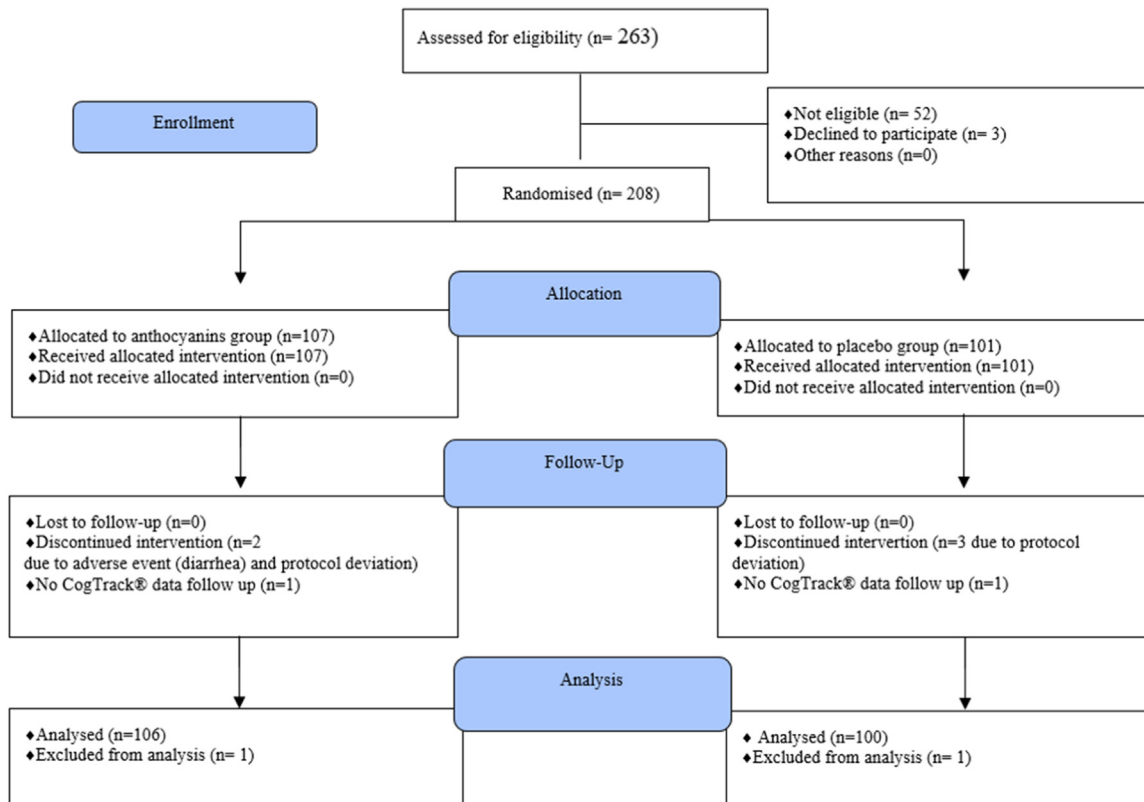 Assessed for eligibility (n= 263)
Enrollment
♦Not eligible (n= 52)
♦Declined to participate (n= 3)
♦Other reasons (n=0)
Randomised (n= 208)
Allocation
♦Allocated to anthocyanins group (n=107)
♦Received allocated intervention (n=107)
♦Did not receive allocated intervention (n=0)
♦Allocated to placebo group (n=101)
♦Received allocated intervention (n=101)
♦Did not receive allocated intervention (n=0)
Follow-Up
♦Lost to follow-up (n=0)
♦Discontinued intervention (n=2
due to adverse event (diarrhea) and protocol deviation)
♦No CogTrack® data follow up (n=1)
♦Lost to follow-up (n=0)
♦Discontinued intervertion (n=3 due to protocol
deviation)
♦No CogTrack® data follow up (n=1)
Analysis
♦Analysed (n=106)
♦Excluded from analysis (n= 1)
♦ Analysed (n=100)
♦Excluded from analysis (n= 1)